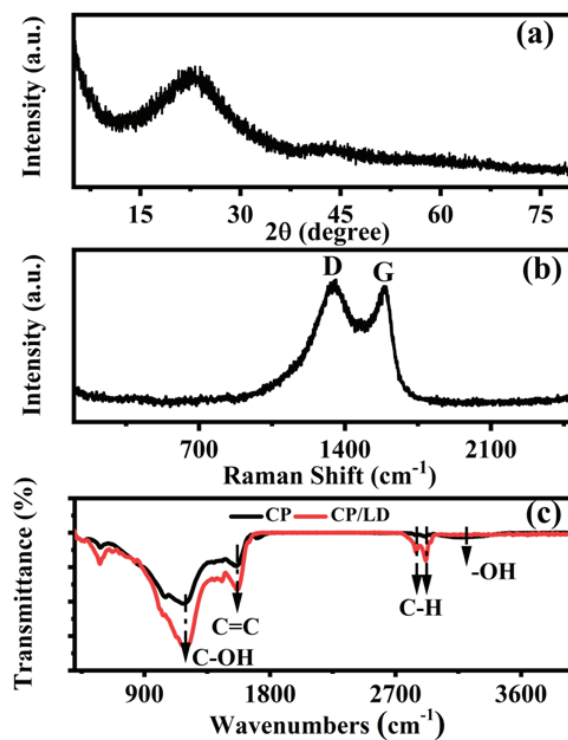 (a)
Intensity (a.u.)
15 30 45 60 75
2θ (degree)
(b)
D G
Intensity (a.u.)
700 1400 2100
Raman Shift (cm⁻¹)
(c)
CP CP/LD
Transmittance (%)
-OH
C-H
C=C
C-OH
900 1800 2700 3600
Wavenumbers (cm⁻¹)